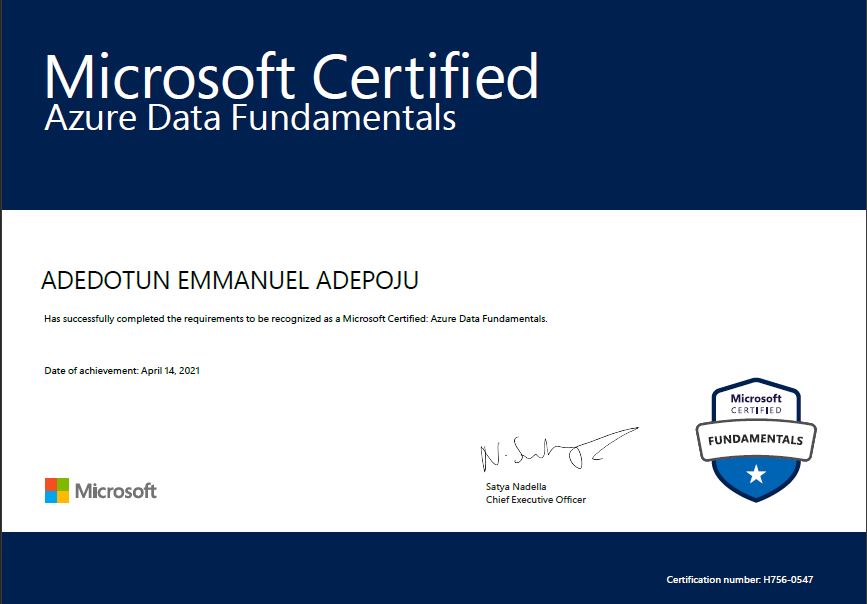 Microsoft Certified
Azure Data Fundamentals
ADEDOTUN EMMANUEL ADEPOJU
Has successfully completed the requirements to be recognized as a Microsoft Certified: Azure Data Fundamentals.
Date of achievement: April 14, 2021
Microsoft
CERTIFIED
FUNDAMENTALS
Microsoft
Satya Nadella
Chief Executive Officer
Certification number: H756-0547